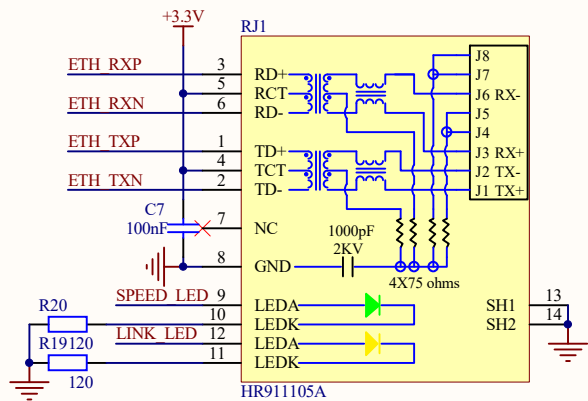 +3.3V
RJ1
ETH_RXP 3 RD+
5 RCT
ETH_RXN 6 RD-
ETH_TXP 1 TD+
4 TCT
ETH_TXN 2 TD-
J8
J7
J6 RX-
J5
J4
J3 RX+
J2 TX-
J1 TX+
C7
100nF
7 NC
8 GND
1000pF
2KV
4X75 ohms
SPEED_LED 9 LEDA
R20 10 LEDK
LINK_LED 12 LEDA
R19120 11 LEDK
120
SH1 13
SH2 14
HR911105A